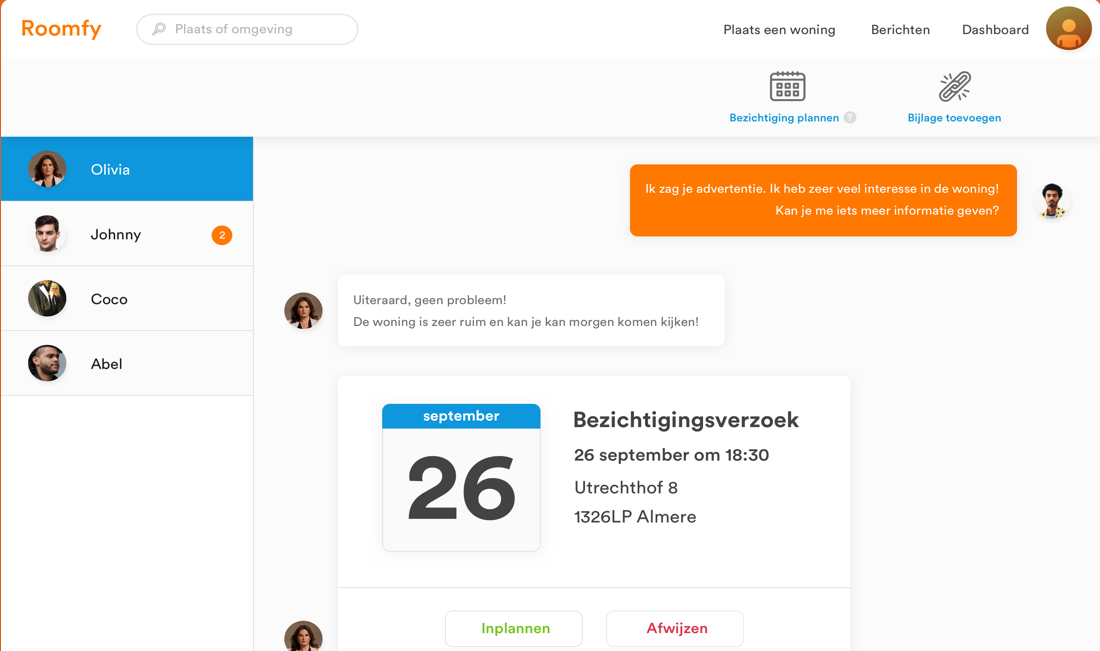 Roomfy
Plaats of omgeving
Plaats een woning
Berichten
Dashboard
Bezichtiging plannen ?
Bijlage toevoegen
Olivia
Johnny
2
Coco
Abel
Ik zag je advertentie. Ik heb zeer veel interesse in de woning!
Kan je me iets meer informatie geven?
Uiteraard, geen probleem!
De woning is zeer ruim en kan je kan morgen komen kijken!
september
26
Bezichtigingsverzoek
26 september om 18:30
Utrechthof 8
1326LP Almere
Inplannen
Afwijzen